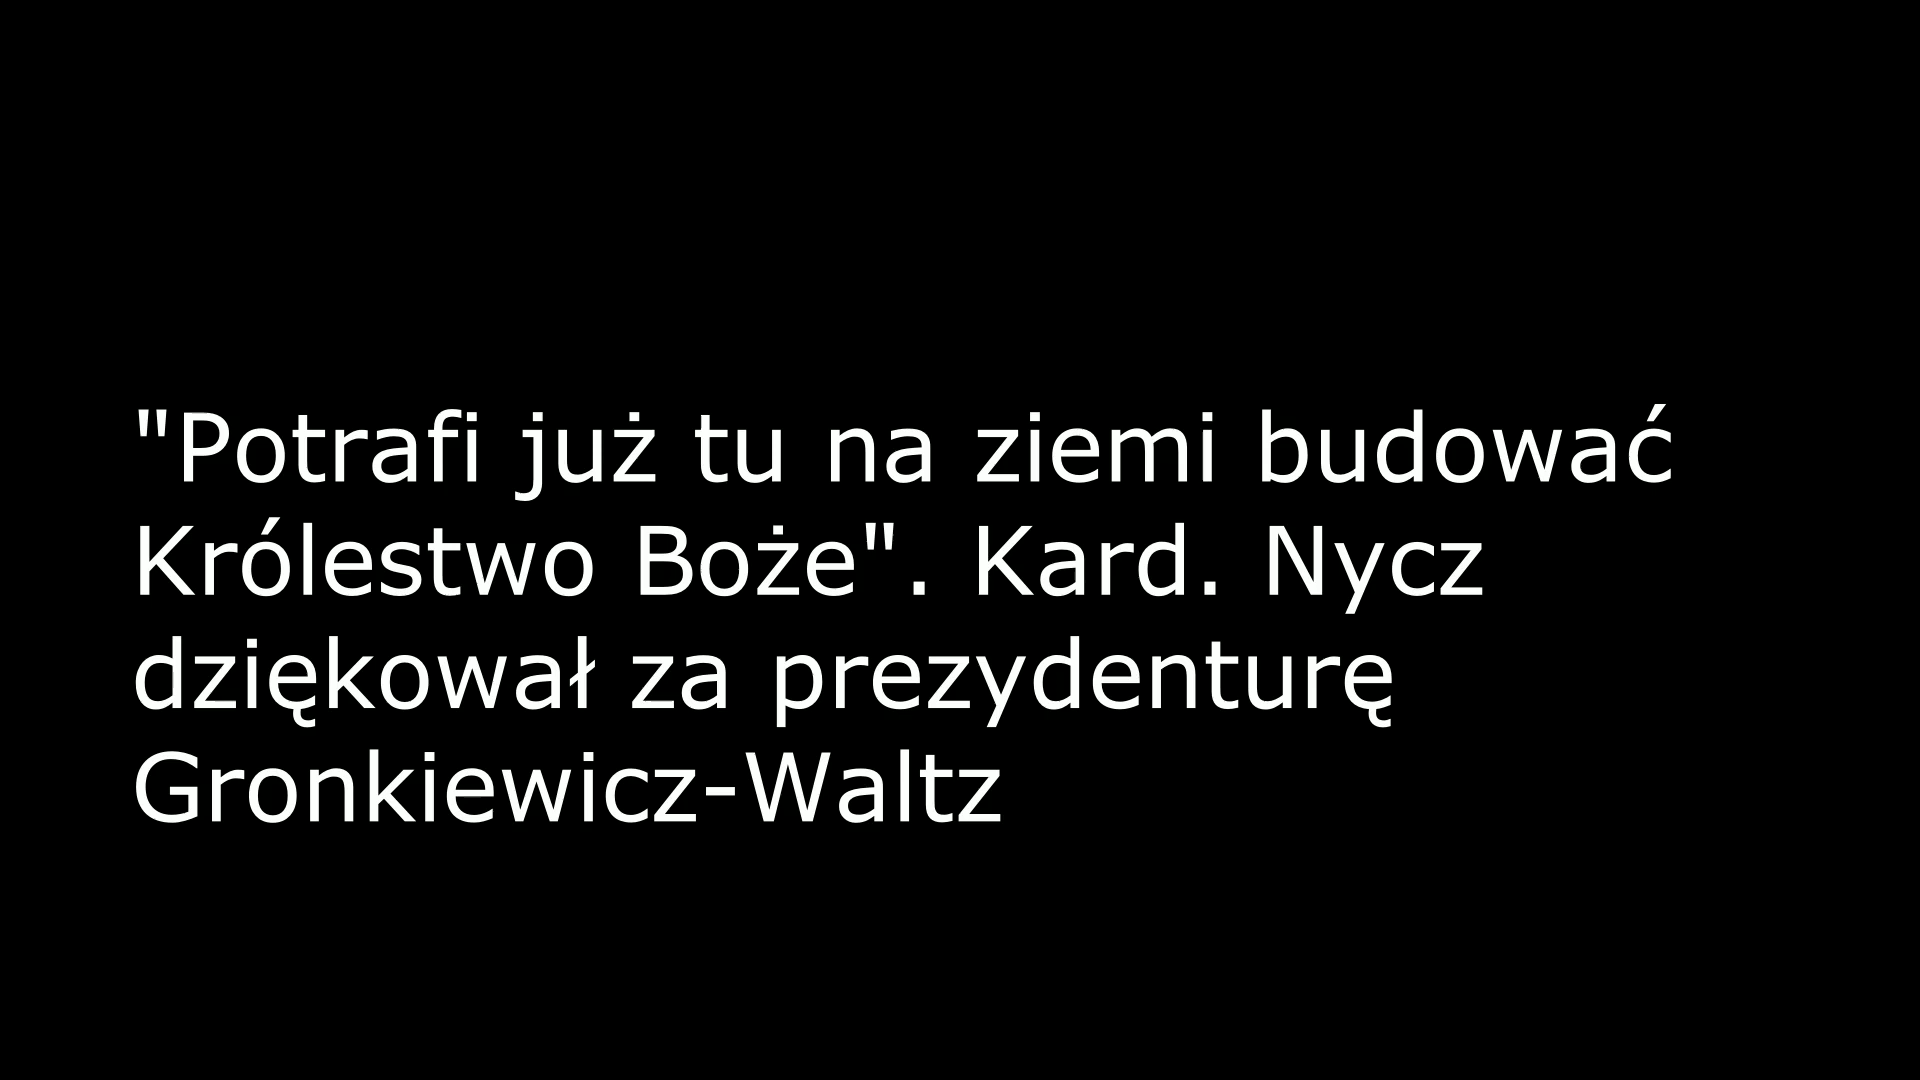 "Potrafi już tu na ziemi budować
Królestwo Boże". Kard. Nycz
dziękował za prezydenturę
Gronkiewicz-Waltz